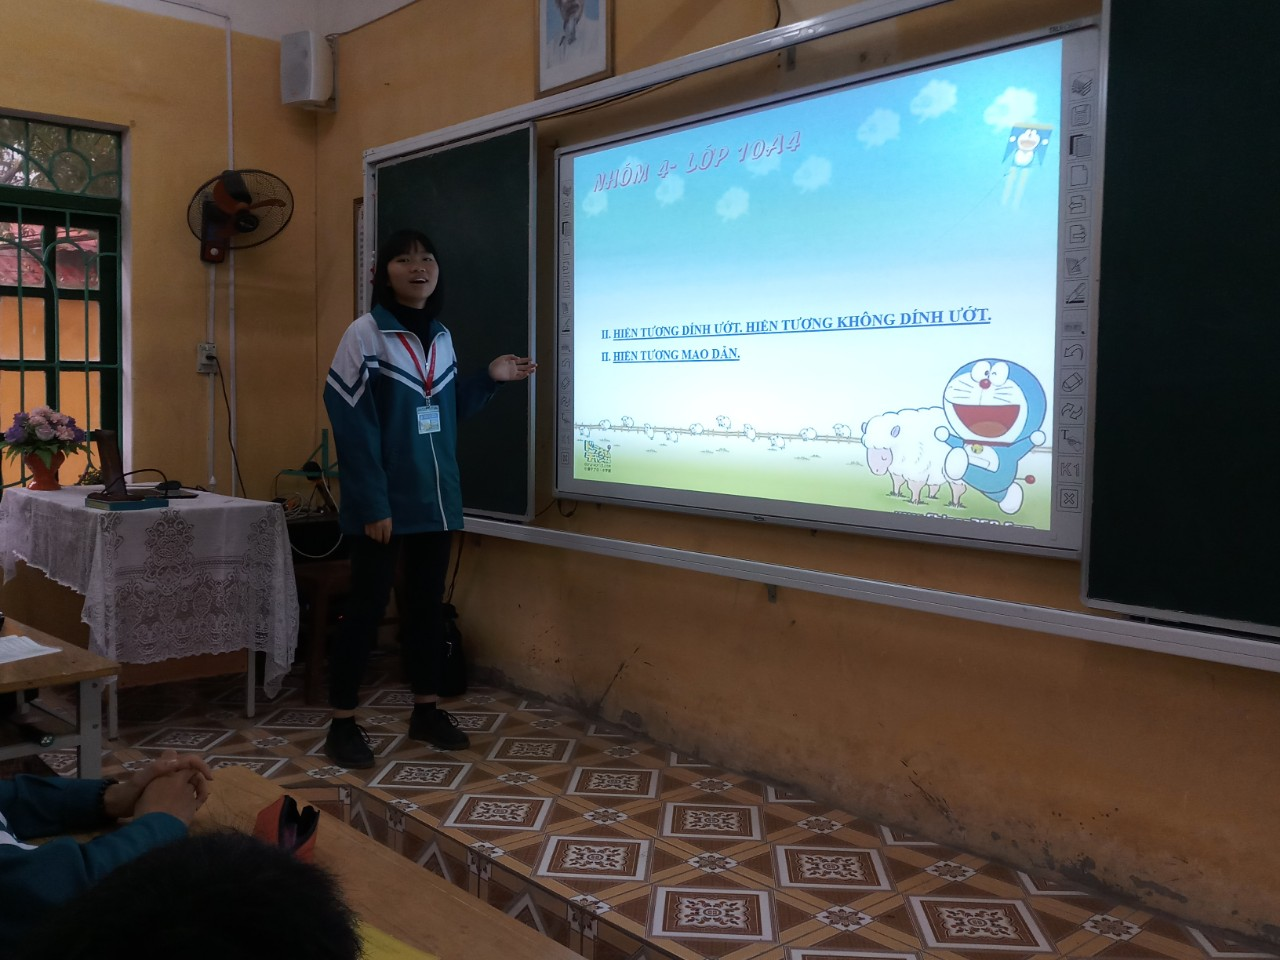 NHÓM 4- LỚP 10A4
II. HIỆN TƯỢNG DÍNH ƯỚT. HIỆN TƯỢNG KHÔNG DÍNH ƯỚT.
II. HIỆN TƯỢNG MAO DẪN.
K1